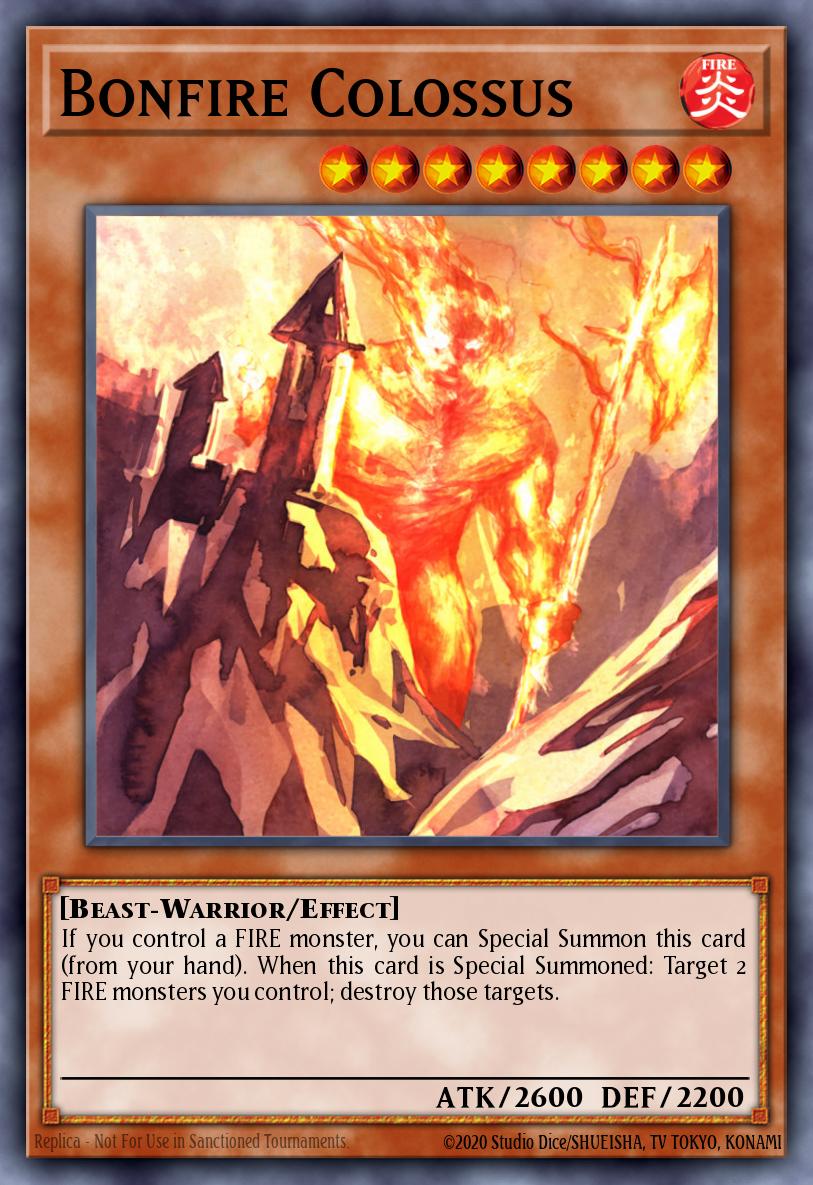 Bonfire Colossus
FIRE
炎
[Beast-Warrior/Effect]
If you control a FIRE monster, you can Special Summon this card
(from your hand). When this card is Special Summoned: Target 2
FIRE monsters you control; destroy those targets.
ATK/2600 DEF/2200
Replica - Not For Use in Sanctioned Tournaments.
©2020 Studio Dice/SHUEISHA, TV TOKYO, KONAMI